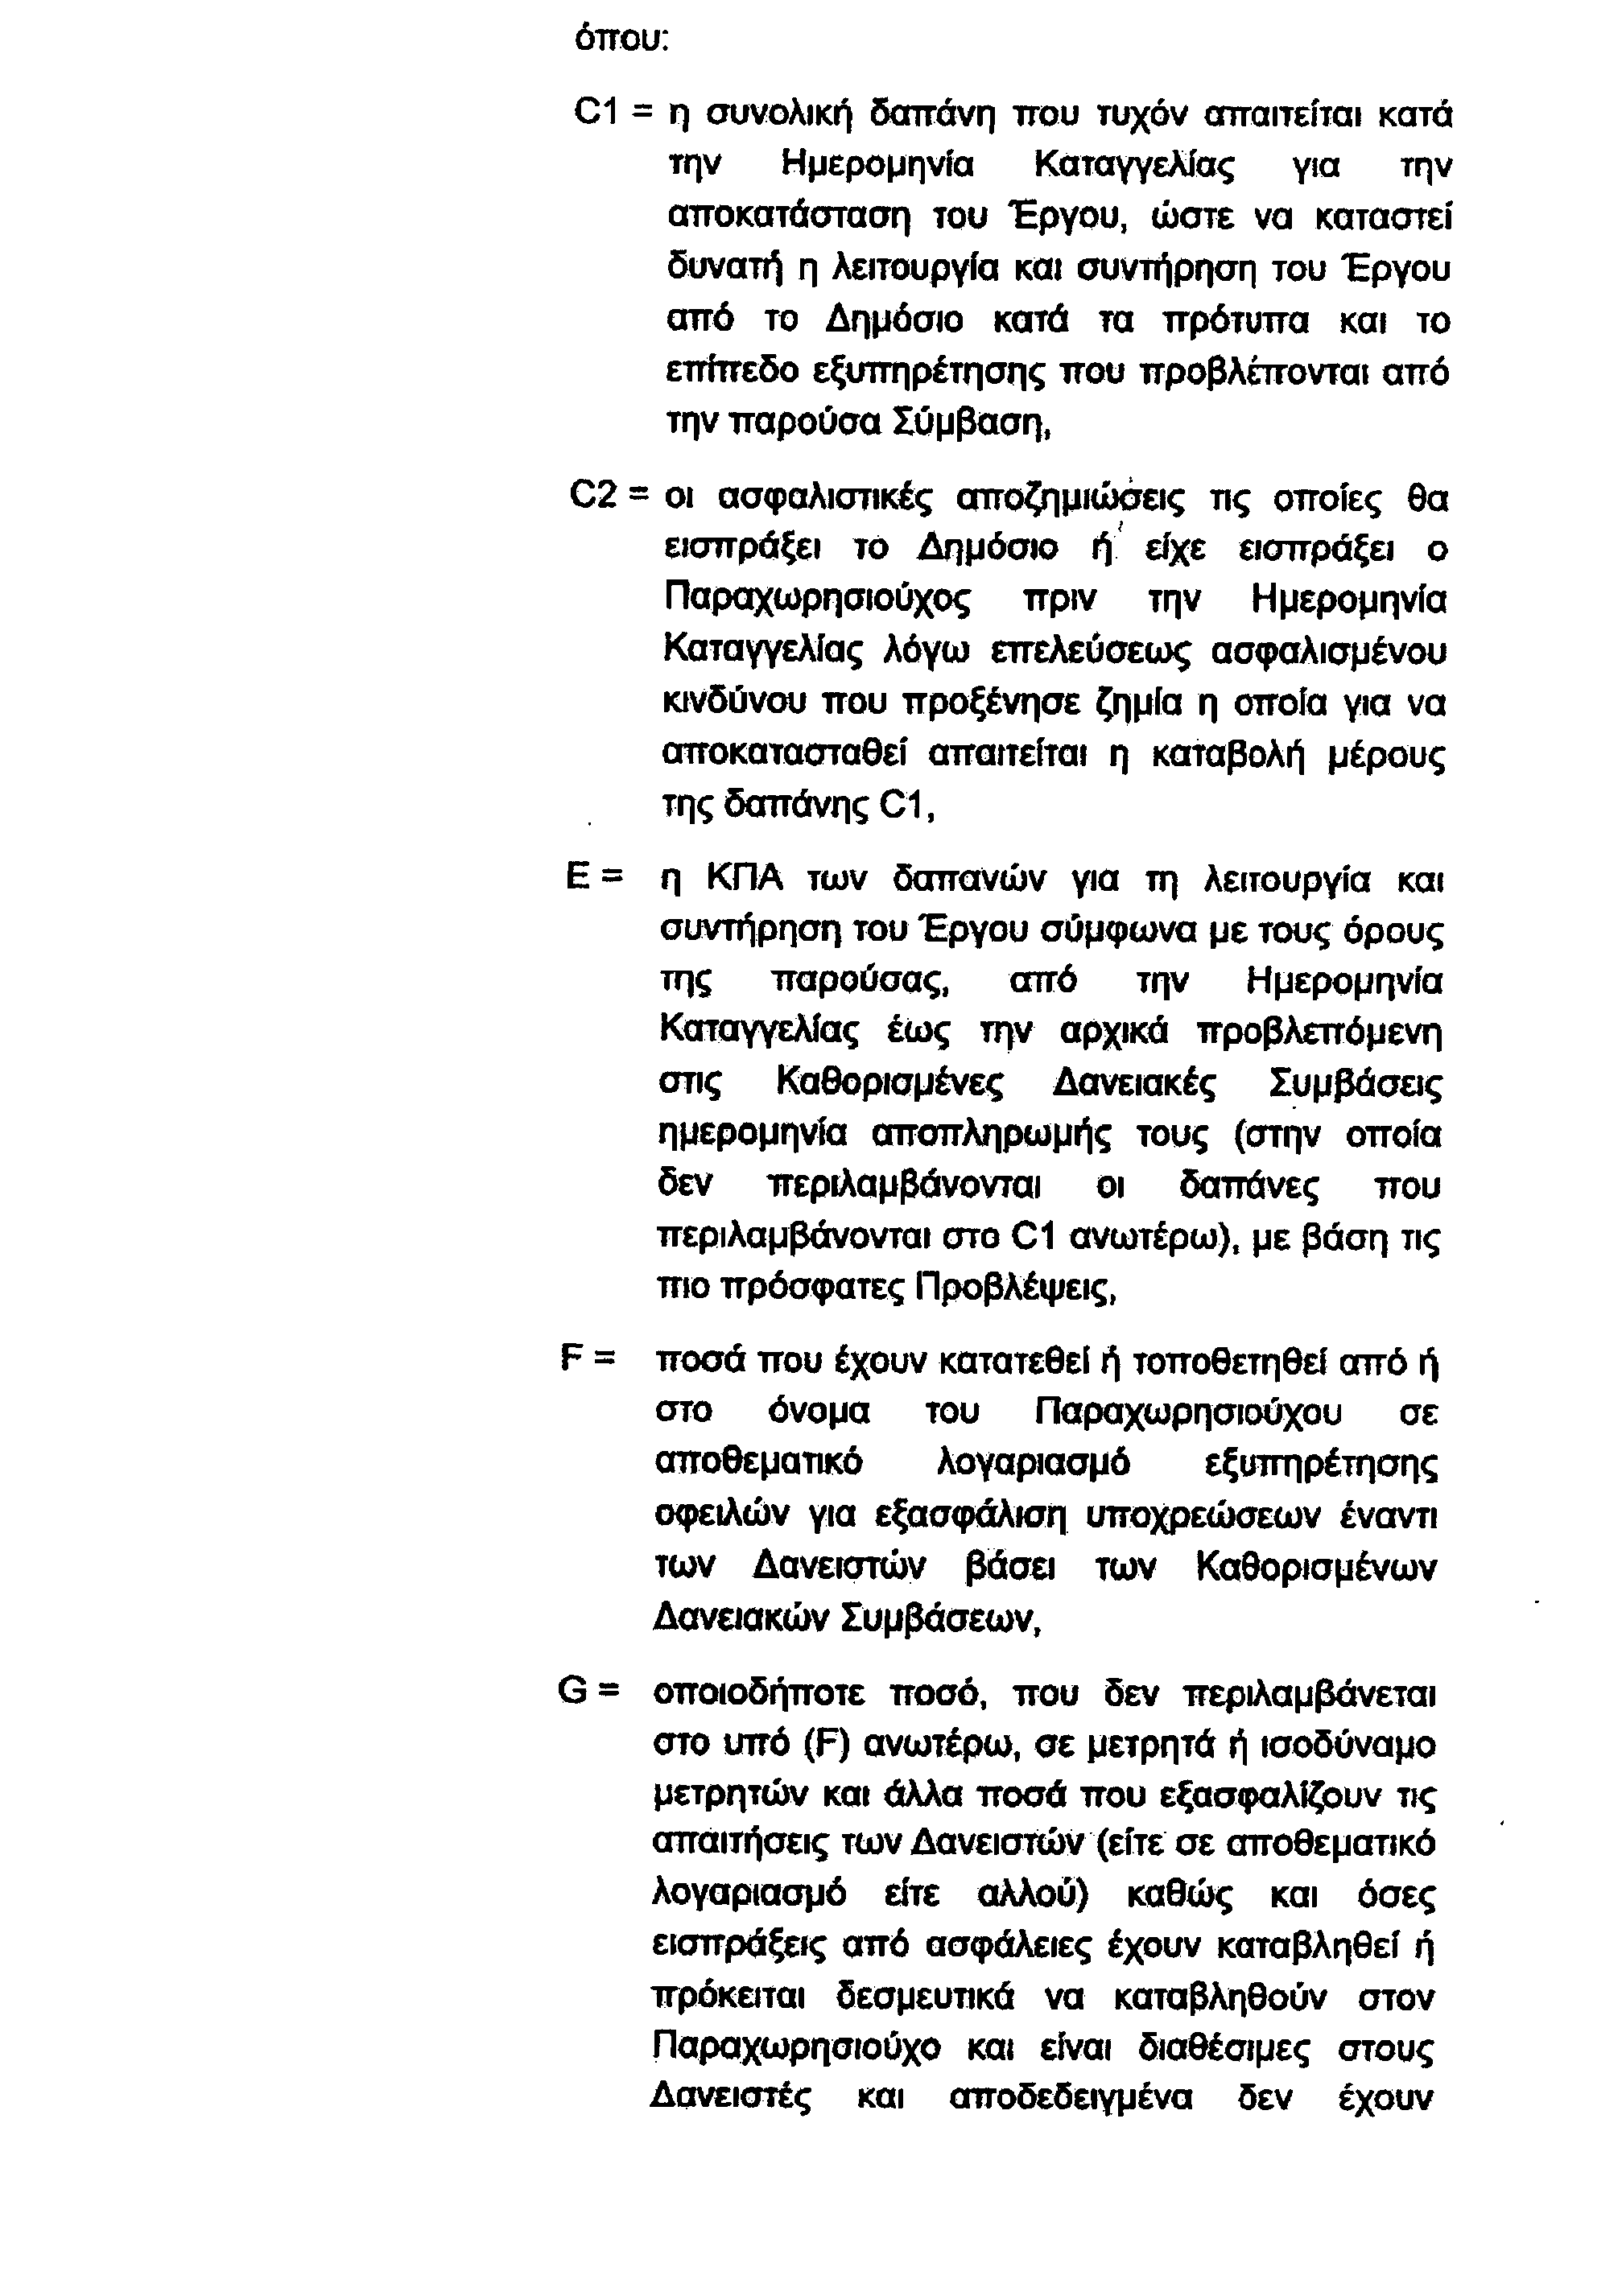 όπου:
C1 = η συνολική δαπάνη που τυχόν απαιτείται κατά
την Ημερομηνία Καταγγελίας για την
αποκατάσταση του Έργου, ώστε να καταστεί
δυνατή η λειτουργία και συντήρηση του Έργου
από το Δημόσιο κατά τα πρότυπα και το
επίπεδο εξυπηρέτησης που προβλέπονται από
την παρούσα Σύμβαση,
C2 = οι ασφαλιστικές αποζημιώσεις τις οποίες θα
εισπράξει το Δημόσιο ή είχε εισπράξει ο
Παραχωρησιούχος πριν την Ημερομηνία
Καταγγελίας λόγω επελεύσεως ασφαλισμένου
κινδύνου που προξένησε ζημία η οποία για να
αποκατασταθεί απαιτείται η καταβολή μέρους
της δαπάνης C1,
E = η ΚΠΑ των δαπανών για τη λειτουργία και
συντήρηση του Έργου σύμφωνα με τους όρους
της παρούσας, από την Ημερομηνία
Καταγγελίας έως την αρχικά προβλεπόμενη
στις Καθορισμένες Δανειακές Συμβάσεις
ημερομηνία αποπληρωμής τους (στην οποία
δεν περιλαμβάνονται οι δαπάνες που
περιλαμβάνονται στο C1 ανωτέρω), με βάση τις
πιο πρόσφατες Προβλέψεις,
F = ποσά που έχουν κατατεθεί ή τοποθετηθεί από ή
στο όνομα του Παραχωρησιούχου σε
αποθεματικό λογαριασμό εξυπηρέτησης
οφειλών για εξασφάλιση υποχρεώσεων έναντι
των Δανειστών βάσει των Καθορισμένων
Δανειακών Συμβάσεων,
G = οποιοδήποτε ποσό, που δεν περιλαμβάνεται
στο υπό (F) ανωτέρω, σε μετρητά ή ισοδύναμο
μετρητών και άλλα ποσά που εξασφαλίζουν τις
απαιτήσεις των Δανειστών (είτε σε αποθεματικό
λογαριασμό είτε αλλού) καθώς και όσες
εισπράξεις από ασφάλειες έχουν καταβληθεί ή
πρόκειται δεσμευτικά να καταβληθούν στον
Παραχωρησιούχο και είναι διαθέσιμες στους
Δανειστές και αποδεδειγμένα δεν έχουν